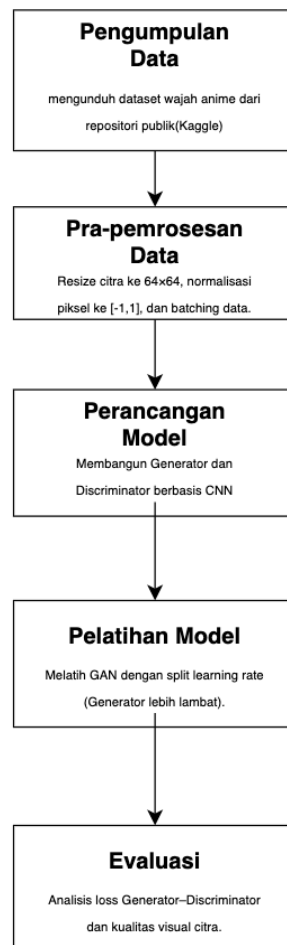 Pengumpulan
Data
mengunduh dataset wajah anime dari
repositori publik(Kaggle)
Pra-pemrosesan
Data
Resize citra ke 64×64, normalisasi
piksel ke [-1,1], dan batching data.
Perancangan
Model
Membangun Generator dan
Discriminator berbasis CNN
Pelatihan Model
Melatih GAN dengan split learning rate
(Generator lebih lambat).
Evaluasi
Analisis loss Generator–Discriminator
dan kualitas visual citra.